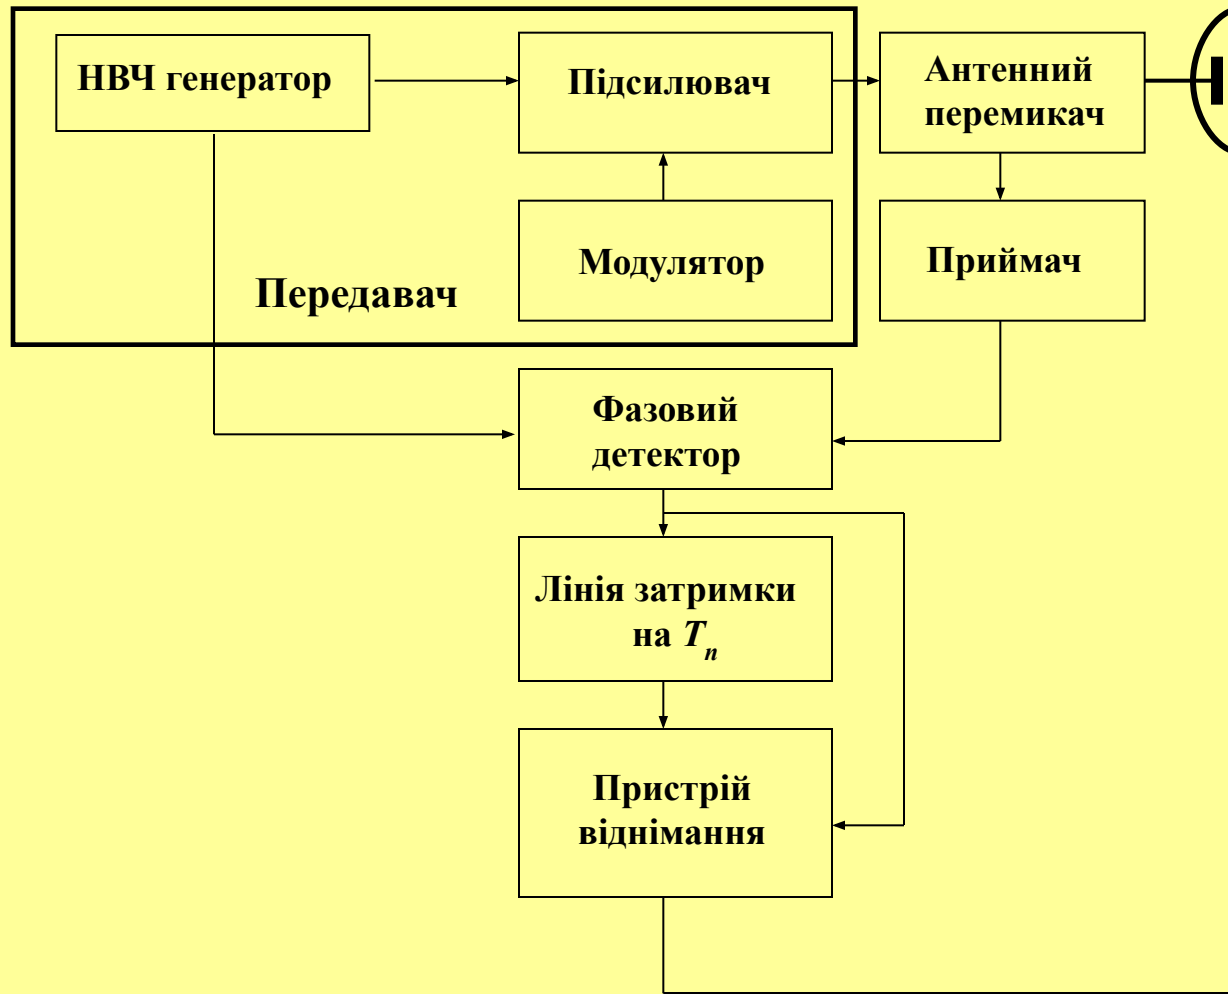 НВЧ генератор
Підсилювач
Антенний
перемикач
Модулятор
Приймач
Передавач
Фазовий
детектор
Лінія затримки
на Tп
Пристрій
віднімання